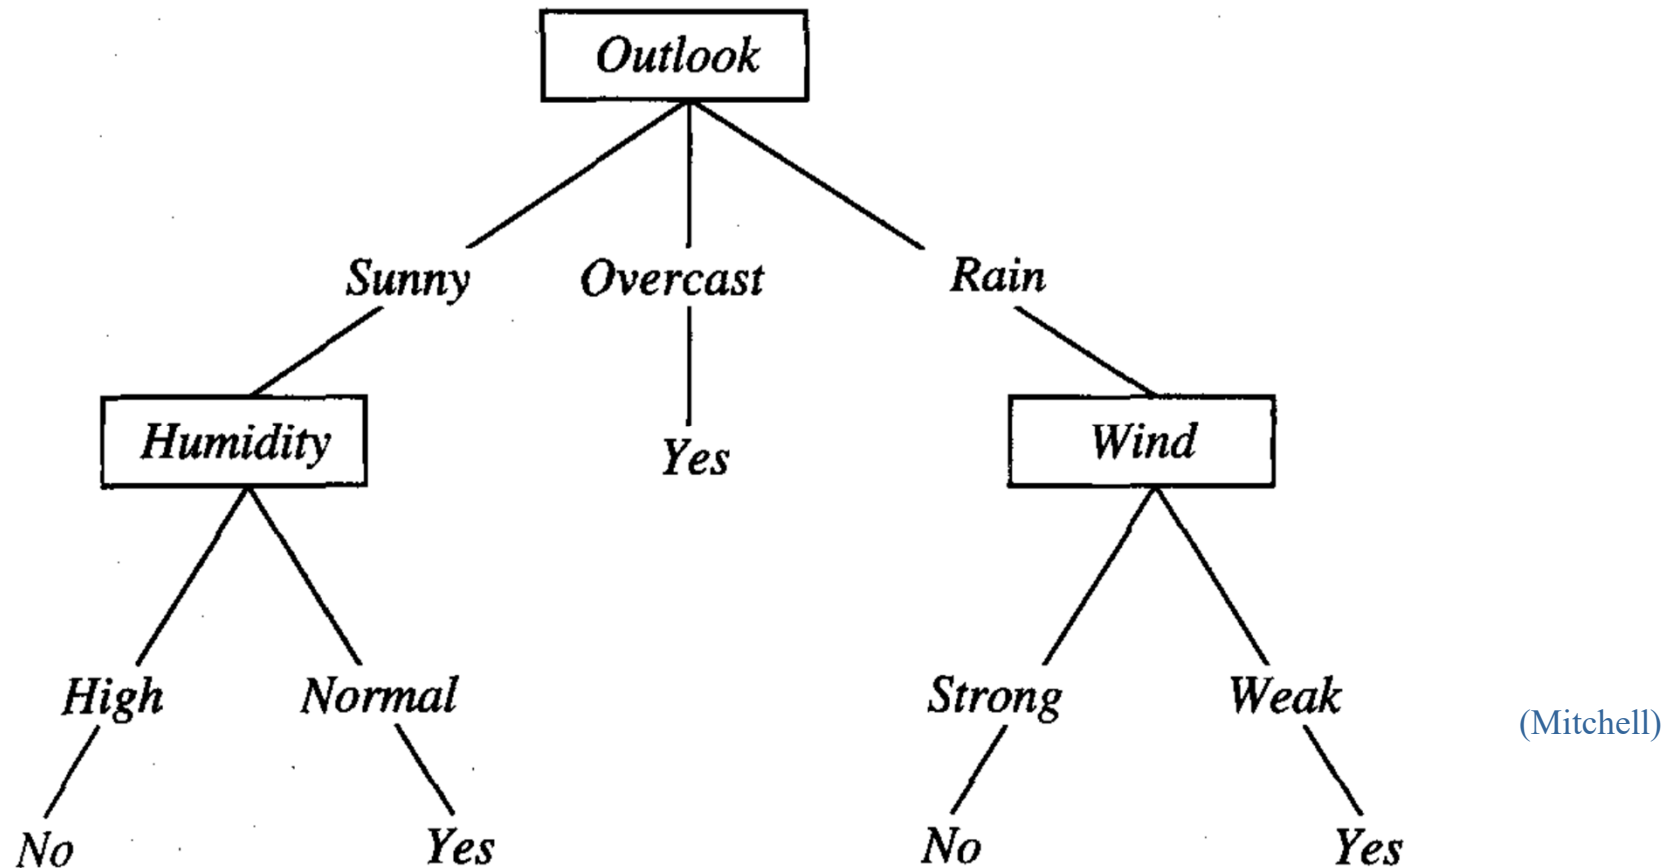 Outlook
Sunny Overcast Rain
Humidity Yes Wind
High Normal Strong Weak
(Mitchell)
No Yes No Yes